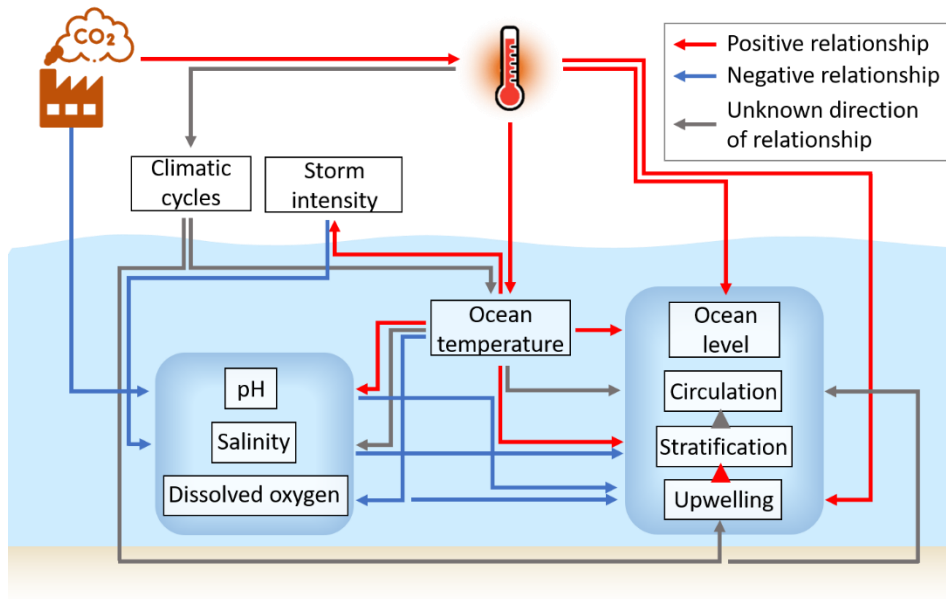 CO2
Positive relationship
Negative relationship
Unknown direction
of relationship
Climatic
cycles
Storm
intensity
Ocean
temperature
Ocean
level
pH
Circulation
Salinity
Stratification
Dissolved oxygen
Upwelling